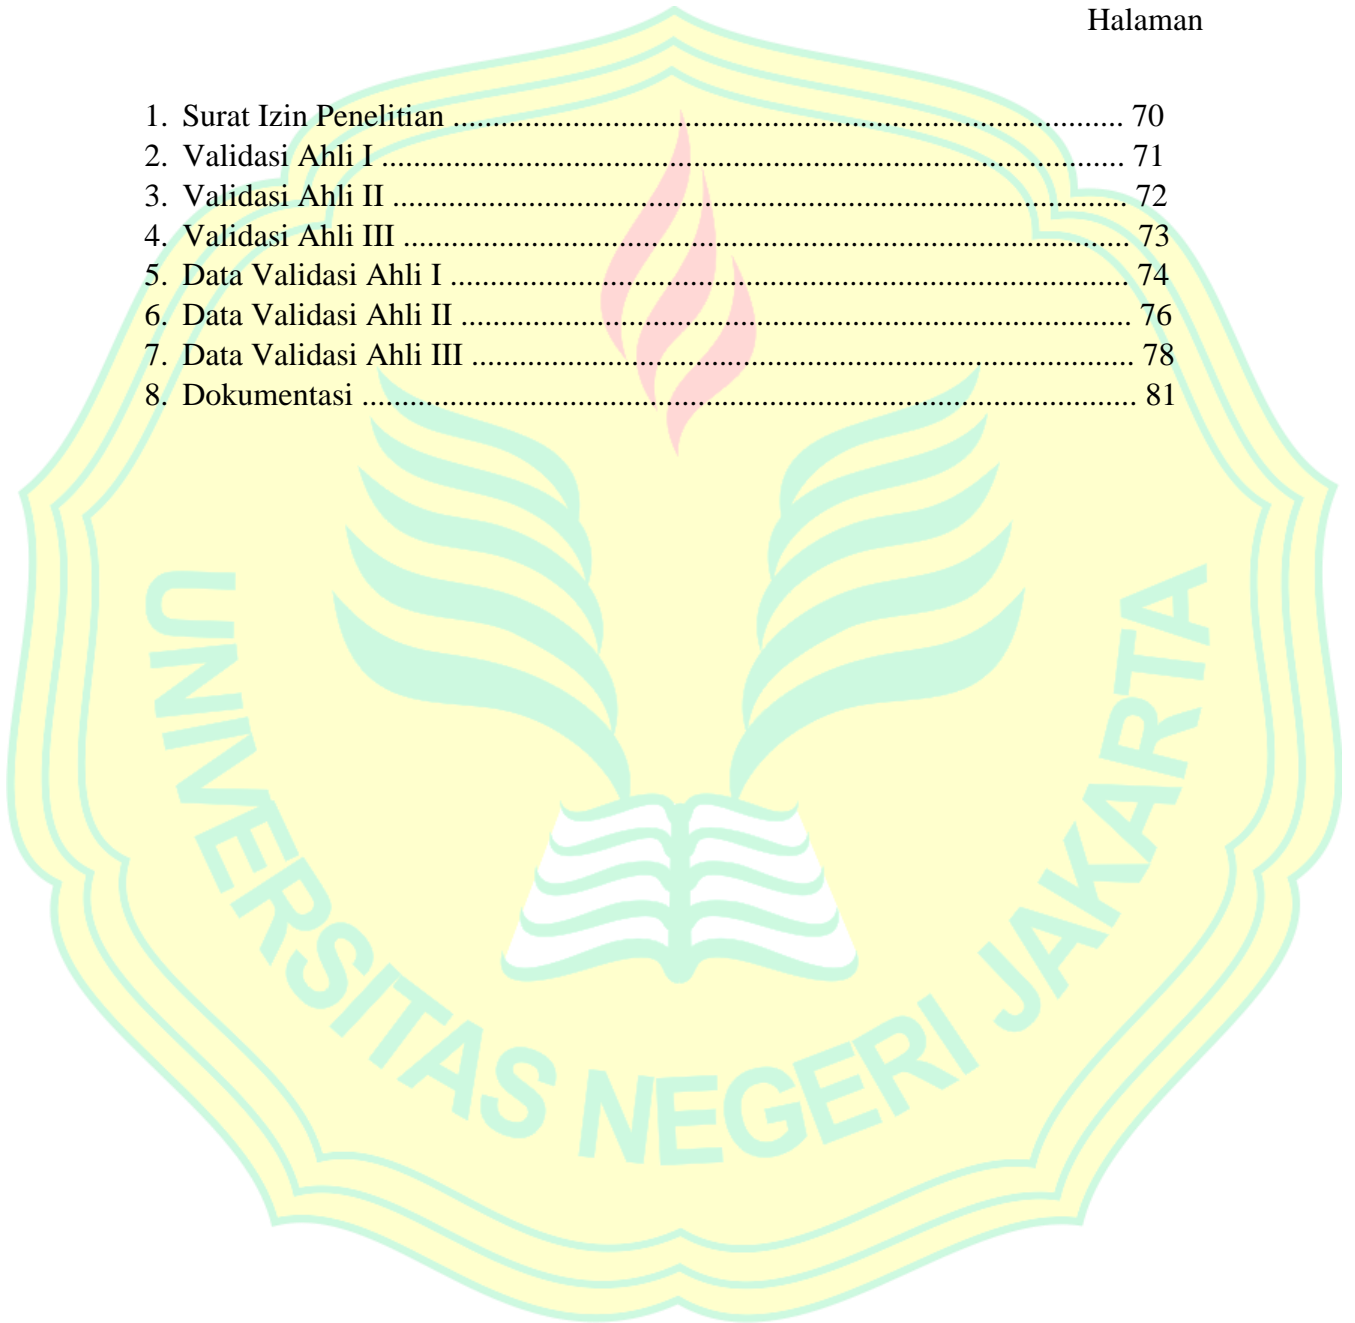 Halaman
1. Surat Izin Penelitian .................................................................................... 70
2. Validasi Ahli I ............................................................................................. 71
3. Validasi Ahli II ............................................................................................ 72
4. Validasi Ahli III ........................................................................................... 73
5. Data Validasi Ahli I ..................................................................................... 74
6. Data Validasi Ahli II .................................................................................... 76
7. Data Validasi Ahli III ................................................................................... 78
8. Dokumentasi ................................................................................................. 81
UNIVERSITAS NEGERI JAKARTA